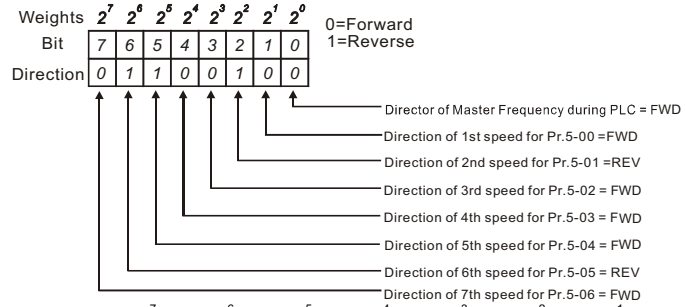 Weights 2⁷ 2⁶ 2⁵ 2⁴ 2³ 2² 2¹ 2⁰
0=Forward
1=Reverse
Bit 7 6 5 4 3 2 1 0
Direction 0 1 1 0 0 1 0 0
Director of Master Frequency during PLC = FWD
Direction of 1st speed for Pr.5-00 =FWD
Direction of 2nd speed for Pr.5-01 =REV
Direction of 3rd speed for Pr.5-02 = FWD
Direction of 4th speed for Pr.5-03 = FWD
Direction of 5th speed for Pr.5-04 = FWD
Direction of 6th speed for Pr.5-05 = REV
Direction of 7th speed for Pr.5-06 = FWD